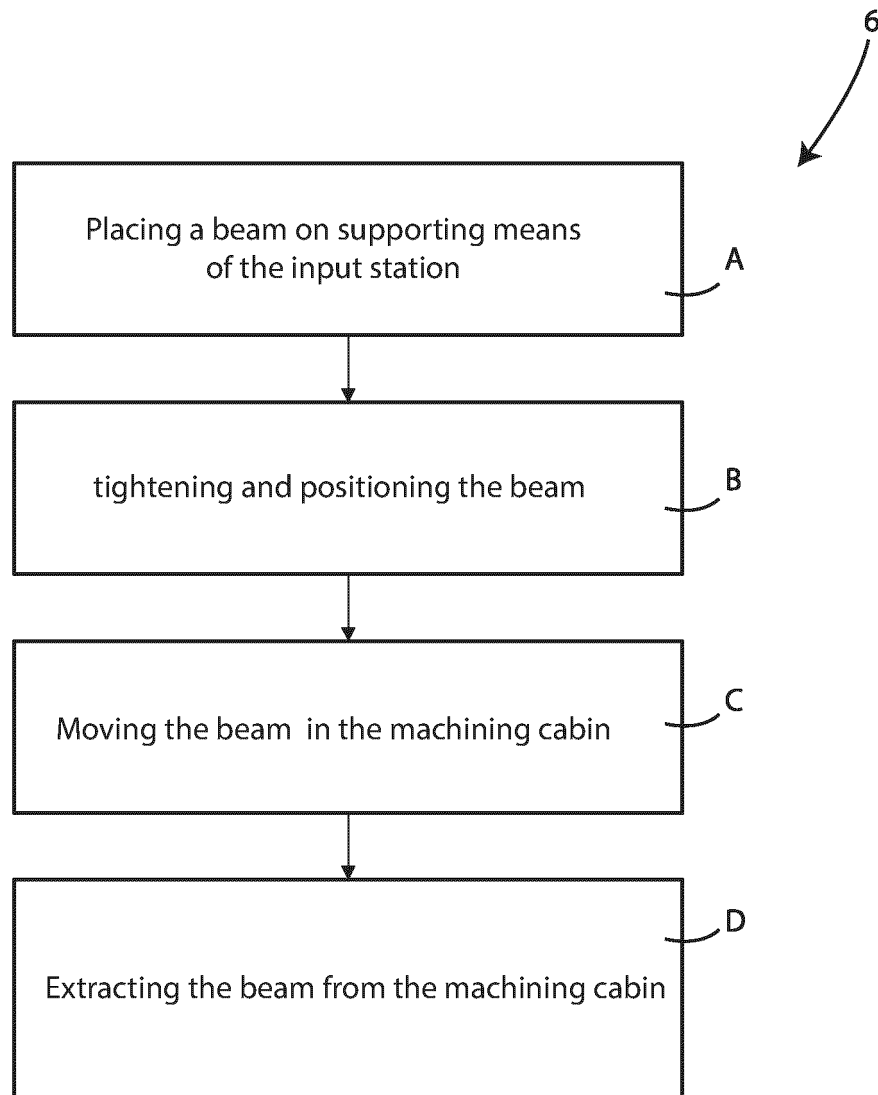 6
Placing a beam on supporting means
of the input station
A
tightening and positioning the beam
B
Moving the beam in the machining cabin
C
D
Extracting the beam from the machining cabin